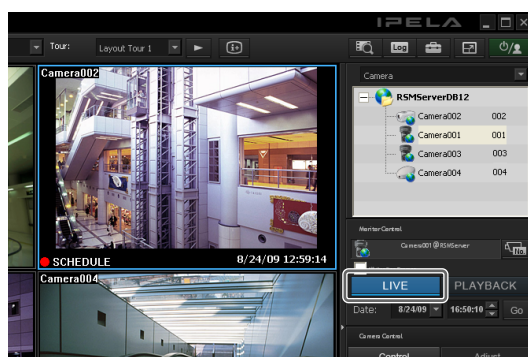 IPELA
Tour: Layout Tour 1
Log
Camera002
SCHEDULE 8/24/09 12:59:14
Camera004
Camera
RSMServerDB12
Camera002 002
Camera001 001
Camera003 003
Camera004 004
Monitor Control
Camera001@RSMServer
LIVE PLAYBACK
Date: 8/24/09 16:50:10 Go
Camera Control
Control Adjust